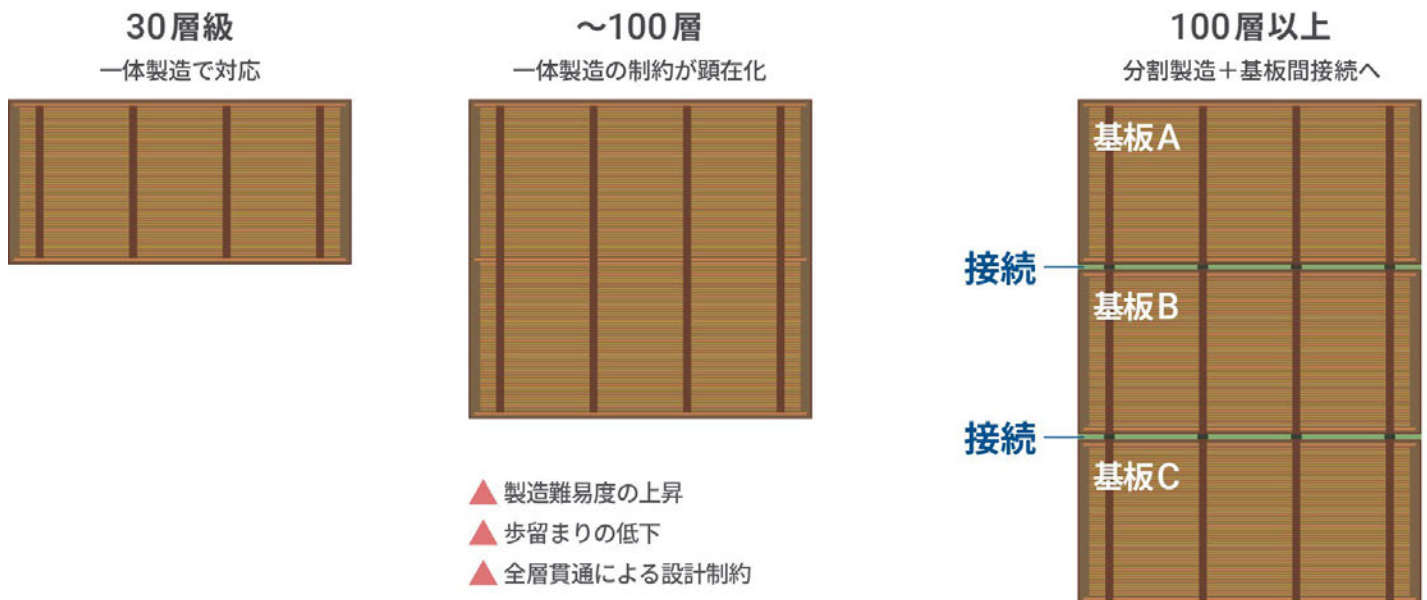 30層級
一体製造で対応
～100層
一体製造の制約が顕在化
▲ 製造難易度の上昇
▲ 歩留まりの低下
▲ 全層貫通による設計制約
100層以上
分割製造＋基板間接続へ
基板A
接続
基板B
接続
基板C